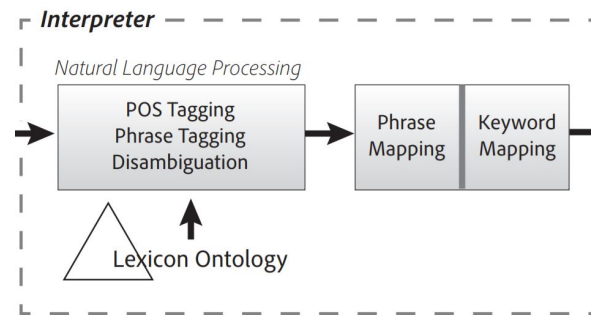 Interpreter
Natural Language Processing
POS Tagging
Phrase Tagging
Disambiguation
Phrase
Mapping
Keyword
Mapping
Lexicon Ontology